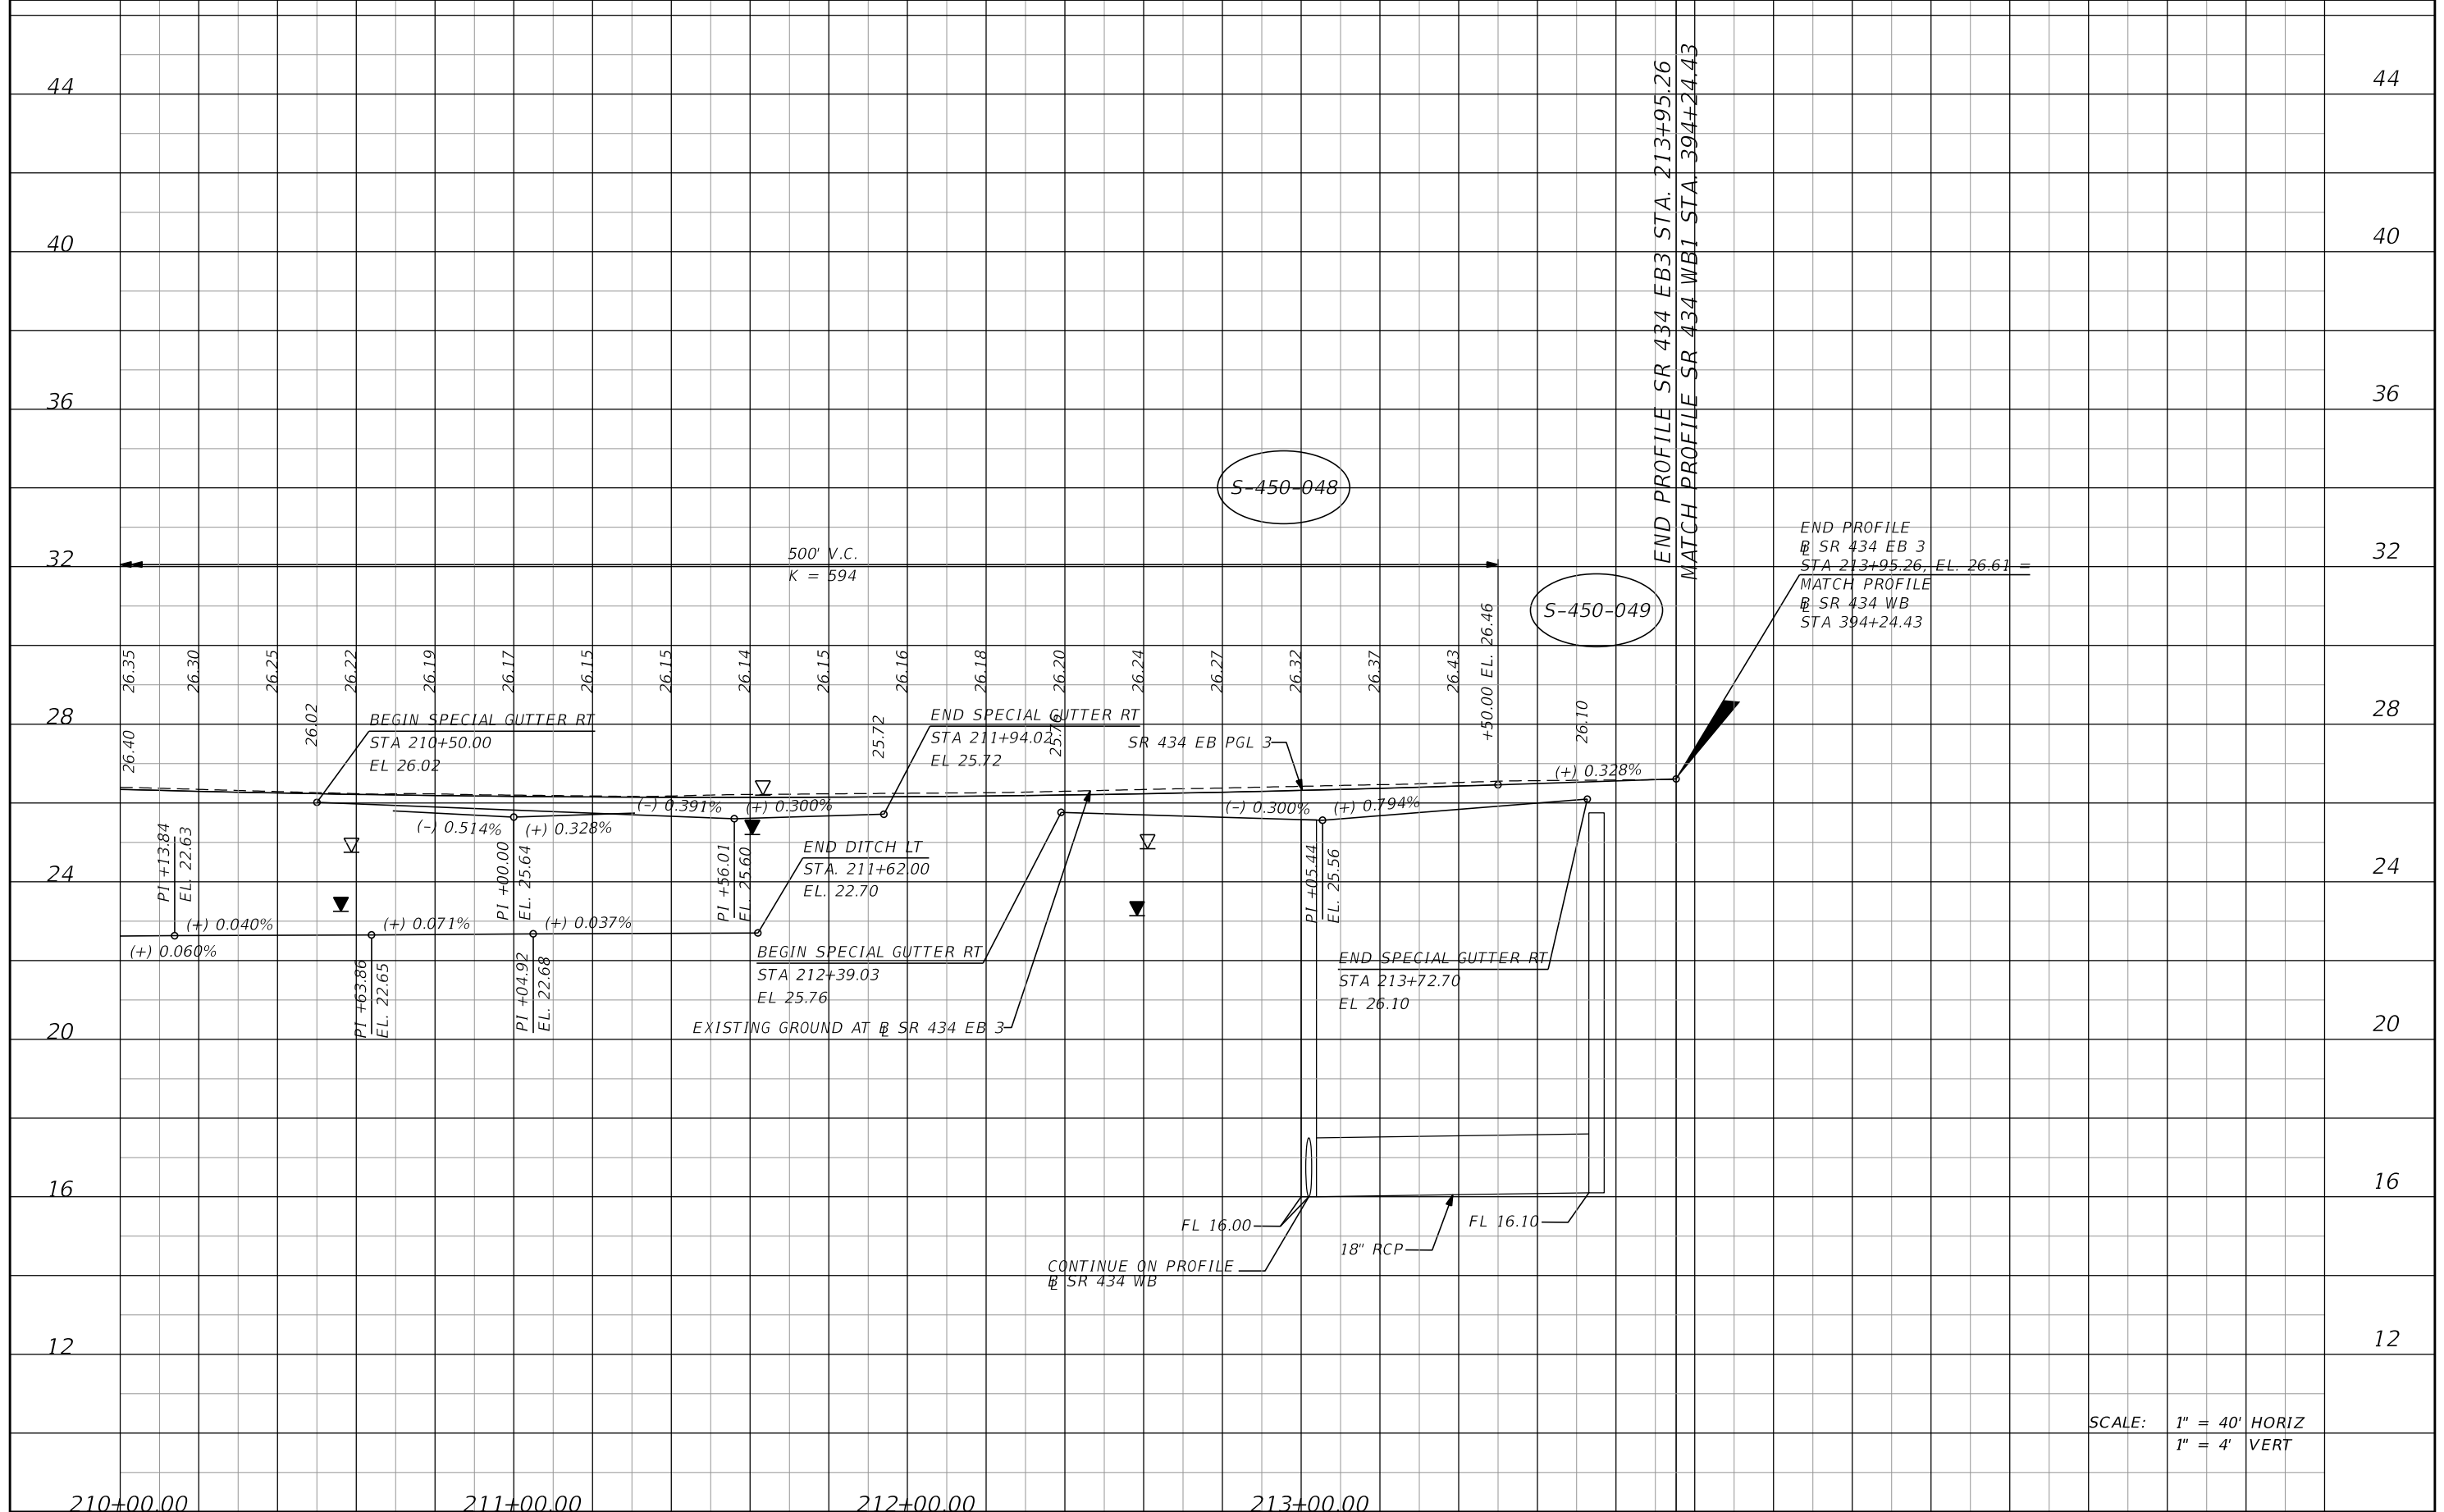 44
44
40
40
36
36
32
32
28
28
24
24
20
20
16
16
12
12
END PROFILE SR 434 EB3 STA. 213+95.26
MATCH PROFILE SR 434 WB1 STA. 394+24.43
S-450-048
S-450-049
500' V.C.
K = 594
END PROFILE
BL SR 434 EB 3
STA 213+95.26, EL. 26.61 =
MATCH PROFILE
BL SR 434 WB
STA 394+24.43
+50.00 EL. 26.46
26.35
26.30
26.25
26.22
26.19
26.17
26.15
26.15
26.14
26.15
26.16
26.18
26.20
26.24
26.27
26.32
26.37
26.43
26.40
26.02
25.72
25.76
26.10
BEGIN SPECIAL GUTTER RT
STA 210+50.00
EL 26.02
END SPECIAL GUTTER RT
STA 211+94.02
EL 25.72
SR 434 EB PGL 3
(+) 0.328%
(-) 0.391%
(+) 0.300%
(-) 0.514%
(+) 0.328%
(-) 0.300%
(+) 0.794%
PI +13.84
EL. 22.63
PI +00.00
EL. 25.64
PI +56.01
EL. 25.60
END DITCH LT
STA. 211+62.00
EL. 22.70
PI +05.44
EL. 25.56
(+) 0.040%
(+) 0.071%
(+) 0.037%
(+) 0.060%
PI +63.86
EL. 22.65
PI +04.92
EL. 22.68
BEGIN SPECIAL GUTTER RT
STA 212+39.03
EL 25.76
END SPECIAL GUTTER RT
STA 213+72.70
EL 26.10
EXISTING GROUND AT BL SR 434 EB 3
FL 16.00
FL 16.10
18" RCP
CONTINUE ON PROFILE
BL SR 434 WB
SCALE: 1" = 40' HORIZ
1" = 4' VERT
210+00.00
211+00.00
212+00.00
213+00.00